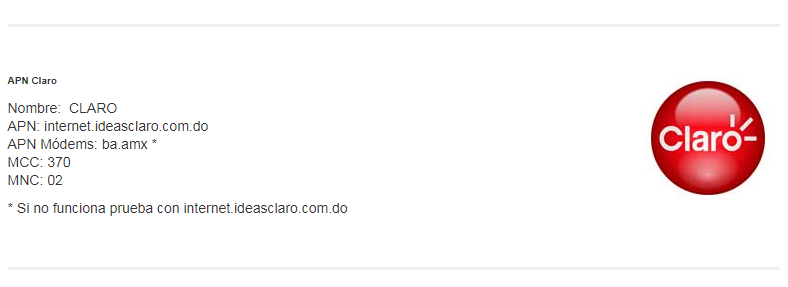 APN Claro
Nombre:  CLARO
APN: internet.ideasclaro.com.do
APN Módems: ba.amx *
MCC: 370
MNC: 02
* Si no funciona prueba con internet.ideasclaro.com.do
Claro